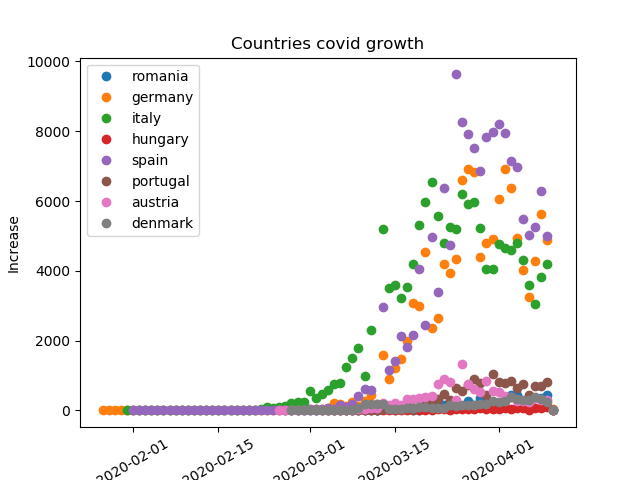 Countries covid growth
10000
8000
6000
4000
2000
0
Increase
romania
germany
italy
hungary
spain
portugal
austria
denmark
2020-02-01
2020-02-15
2020-03-01
2020-03-15
2020-04-01